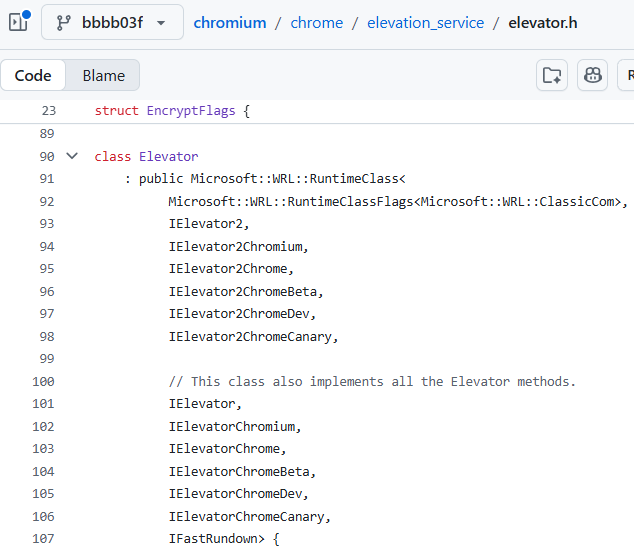 bbbb03f chromium / chrome / elevation_service / elevator.h
Code Blame R
23 struct EncryptFlags {
89
90 class Elevator
91 : public Microsoft::WRL::RuntimeClass<
92 Microsoft::WRL::RuntimeClassFlags<Microsoft::WRL::ClassicCom>,
93 IElevator2,
94 IElevator2Chromium,
95 IElevator2Chrome,
96 IElevator2ChromeBeta,
97 IElevator2ChromeDev,
98 IElevator2ChromeCanary,
99
100 // This class also implements all the Elevator methods.
101 IElevator,
102 IElevatorChromium,
103 IElevatorChrome,
104 IElevatorChromeBeta,
105 IElevatorChromeDev,
106 IElevatorChromeCanary,
107 IFastRundown> {